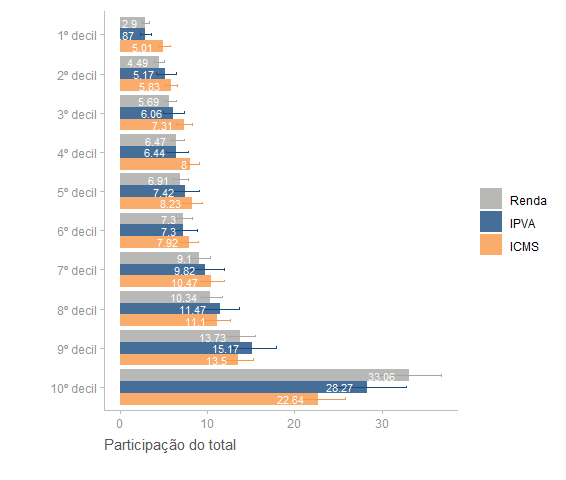 1º decil
2.9
87
5.01
2º decil
4.49
5.17
5.83
3º decil
5.69
6.06
7.31
4º decil
6.47
6.44
8
5º decil
6.91
7.42
8.23
6º decil
7.3
7.3
7.92
7º decil
9.1
9.82
10.47
8º decil
10.34
11.47
11.1
9º decil
13.73
15.17
13.5
10º decil
33.06
28.27
22.64
0 10 20 30
Participação do total
Renda
IPVA
ICMS